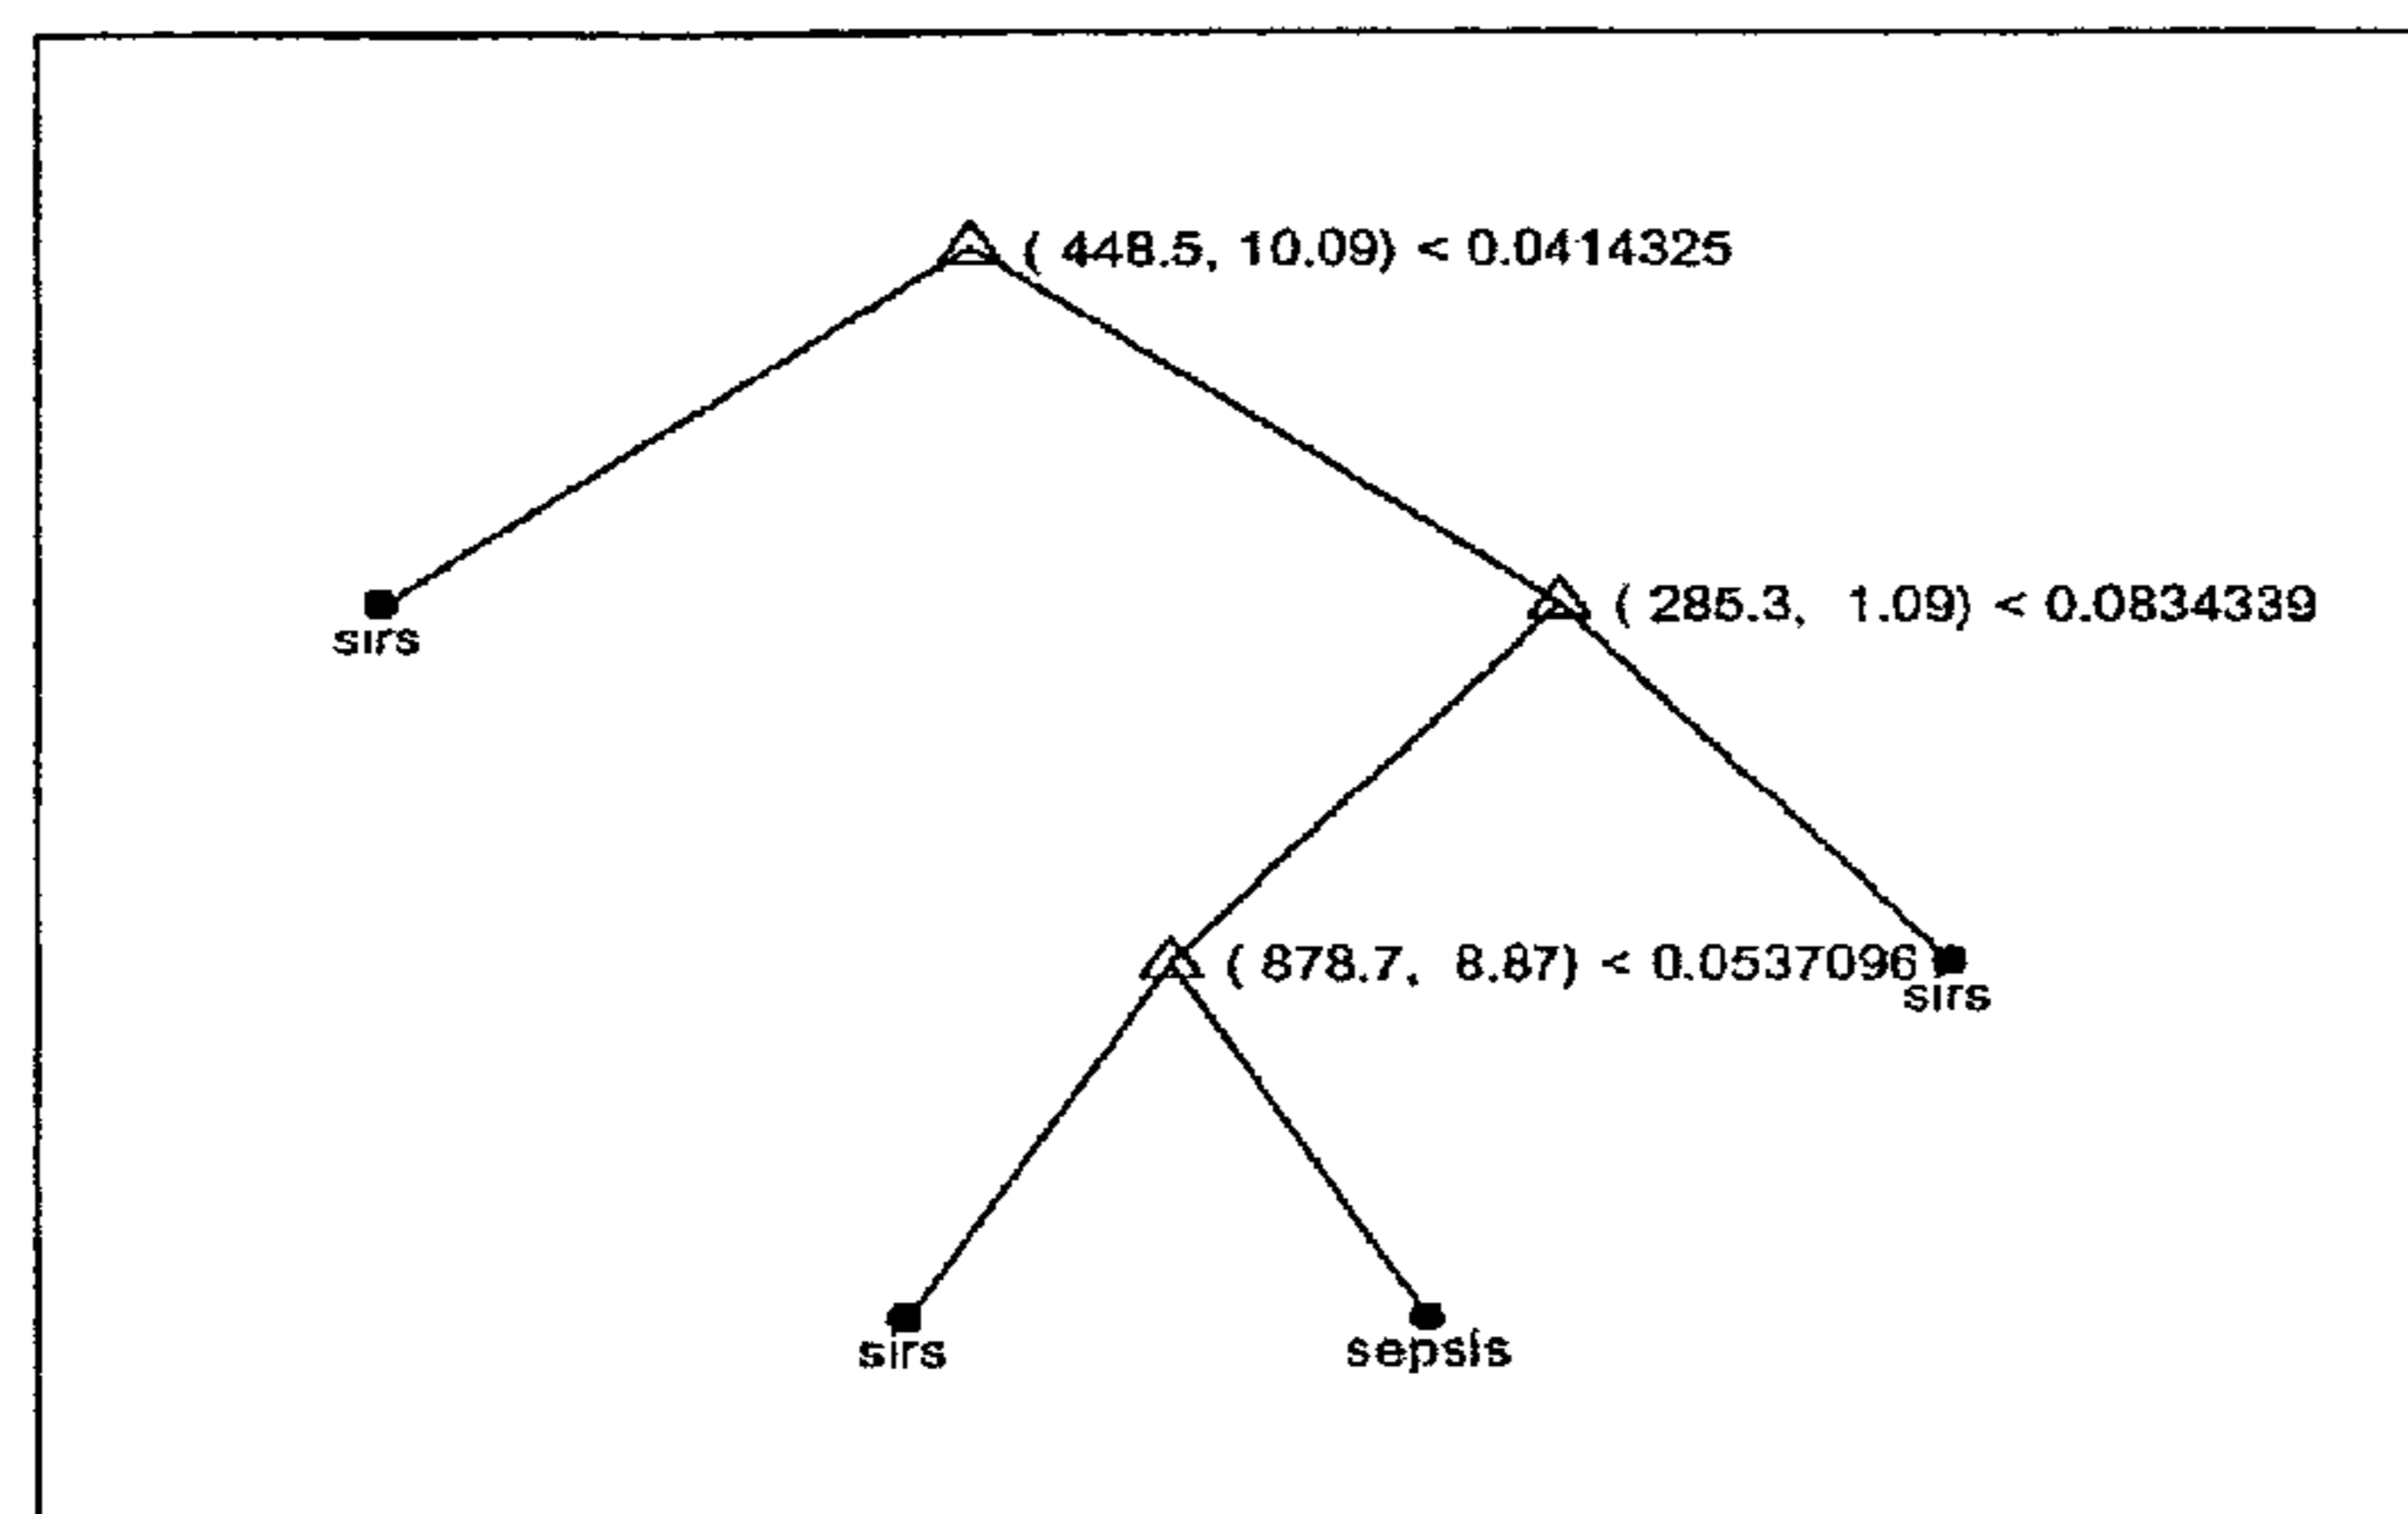 ( 448.5, 10.09) < 0.0414325
sirs
( 285.3, 1.09) < 0.0834339
( 878.7, 8.87) < 0.0537096
sirs
sirs
sepsis